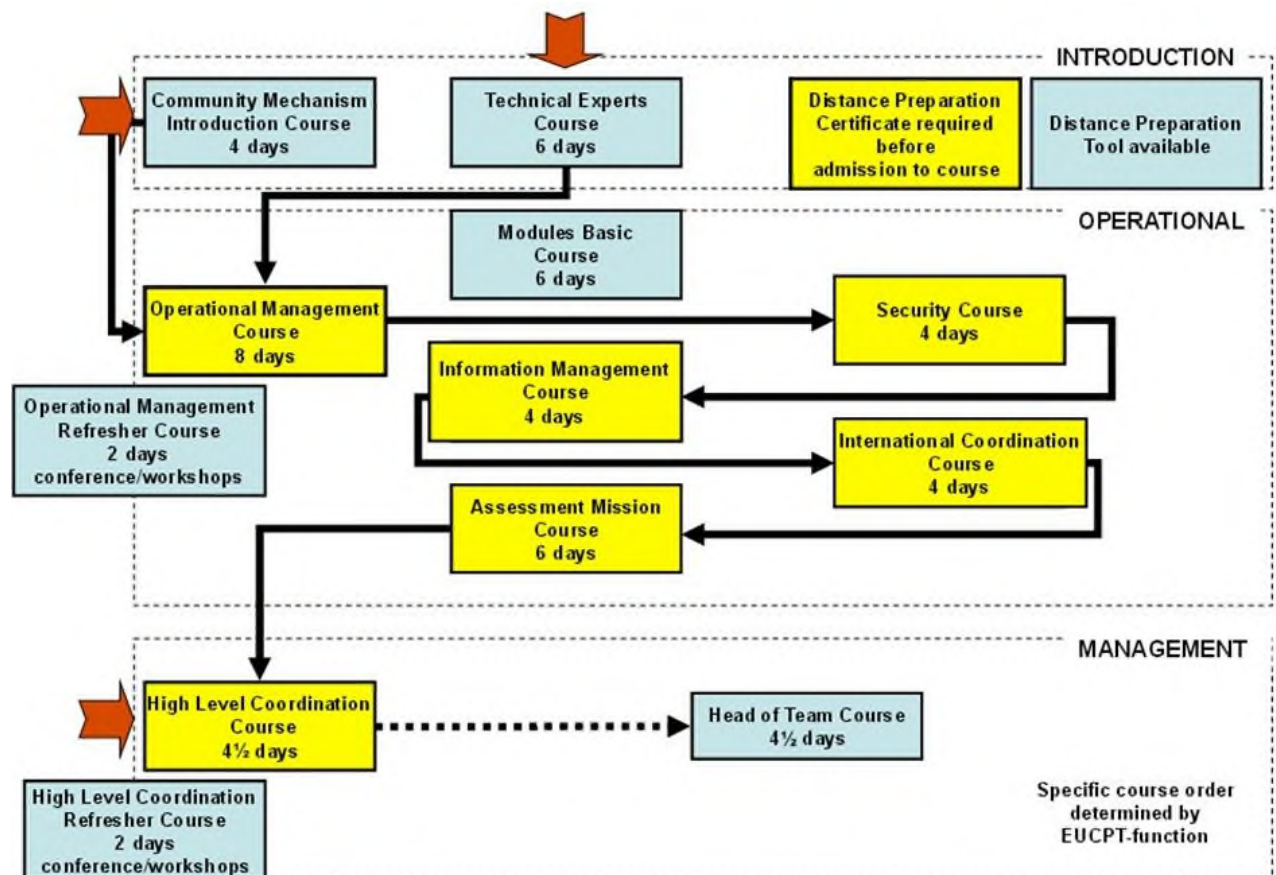 INTRODUCTION
Community Mechanism
Introduction Course
4 days
Technical Experts
Course
6 days
Distance Preparation
Certificate required
before
admission to course
Distance Preparation
Tool available
OPERATIONAL
Modules Basic
Course
6 days
Operational Management
Course
8 days
Security Course
4 days
Information Management
Course
4 days
Operational Management
Refresher Course
2 days
conference/workshops
International Coordination
Course
4 days
Assessment Mission
Course
6 days
MANAGEMENT
High Level Coordination
Course
4½ days
Head of Team Course
4½ days
High Level Coordination
Refresher Course
2 days
conference/workshops
Specific course order
determined by
EUCPT-function